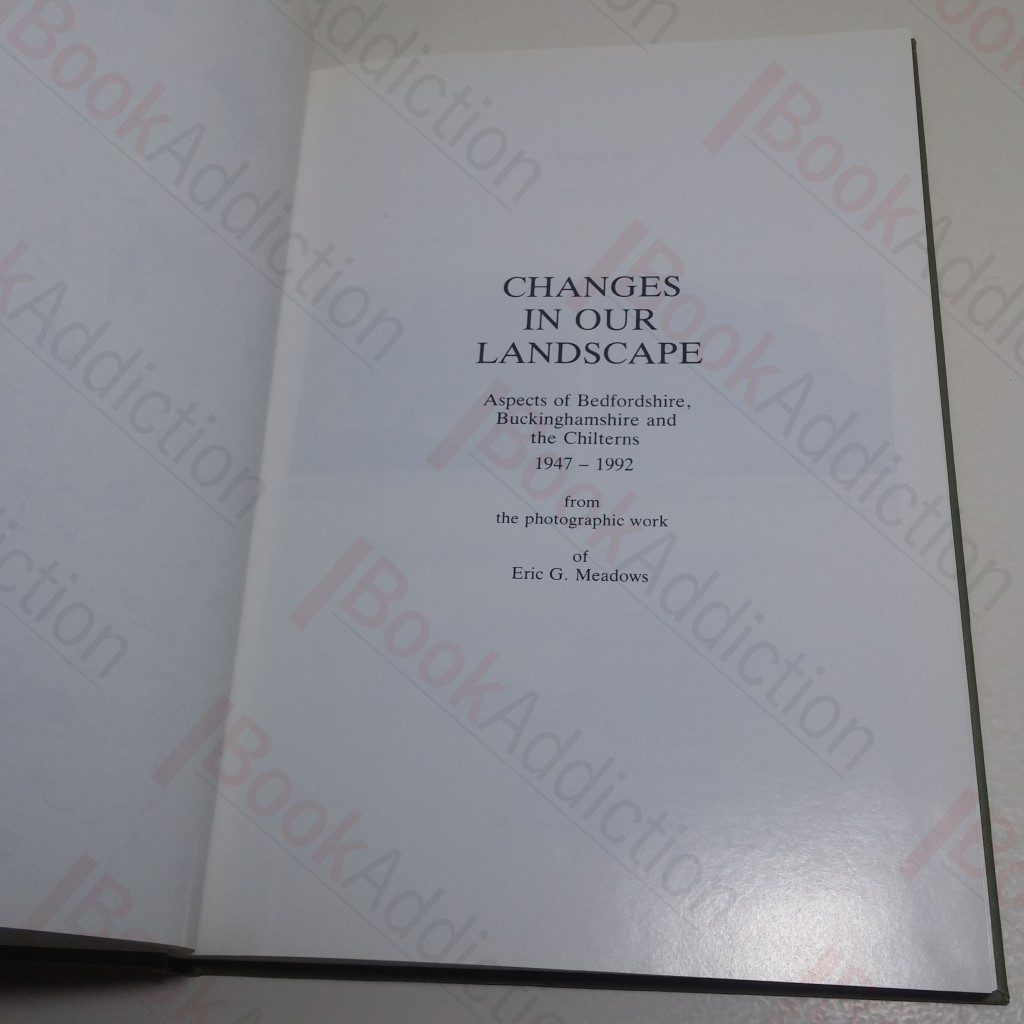 CHANGES
IN OUR
LANDSCAPE
Aspects of Bedfordshire,
Buckinghamshire and
the Chilterns
1947 – 1992
from
the photographic work
of
Eric G. Meadows
BookAddiction